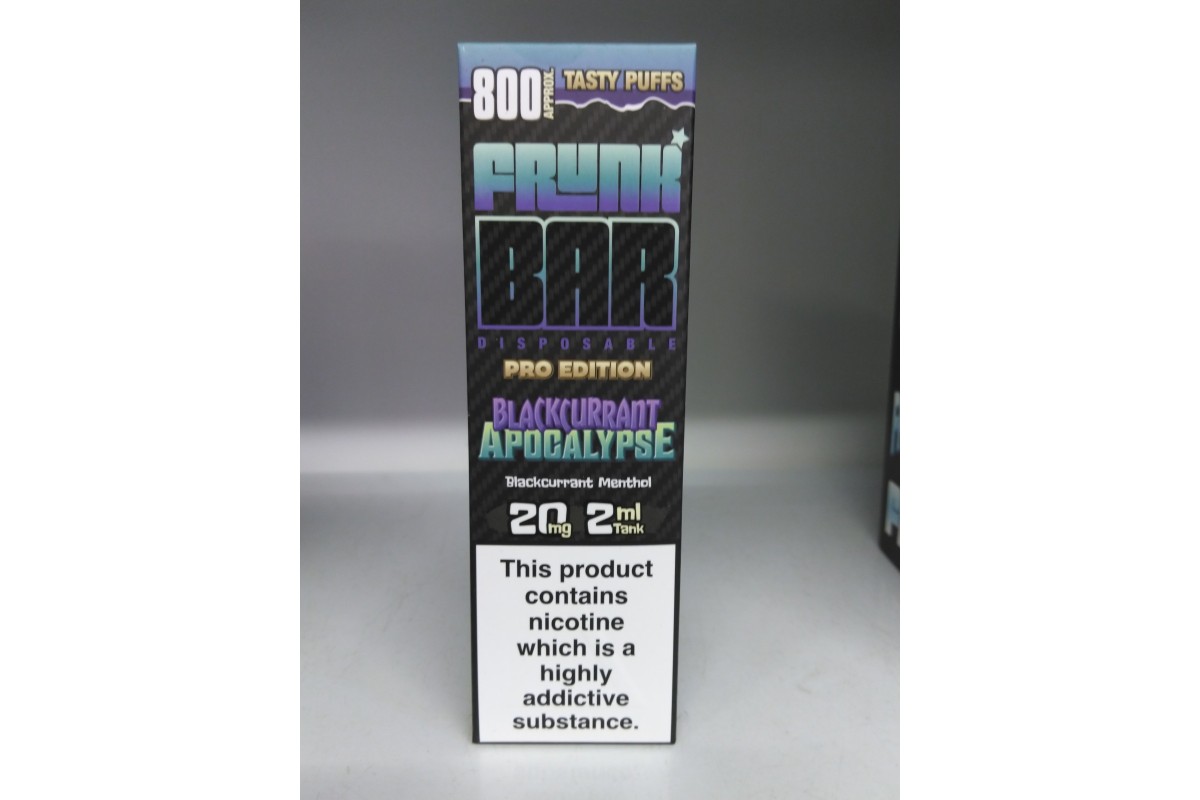 800 APPROX. TASTY PUFFS
FRUNK
BAR
DISPOSABLE
PRO EDITION
BLACKCURRANT
APOCALYPSE
Blackcurrant Menthol
20mg 2ml Tank
This product
contains
nicotine
which is a
highly
addictive
substance.